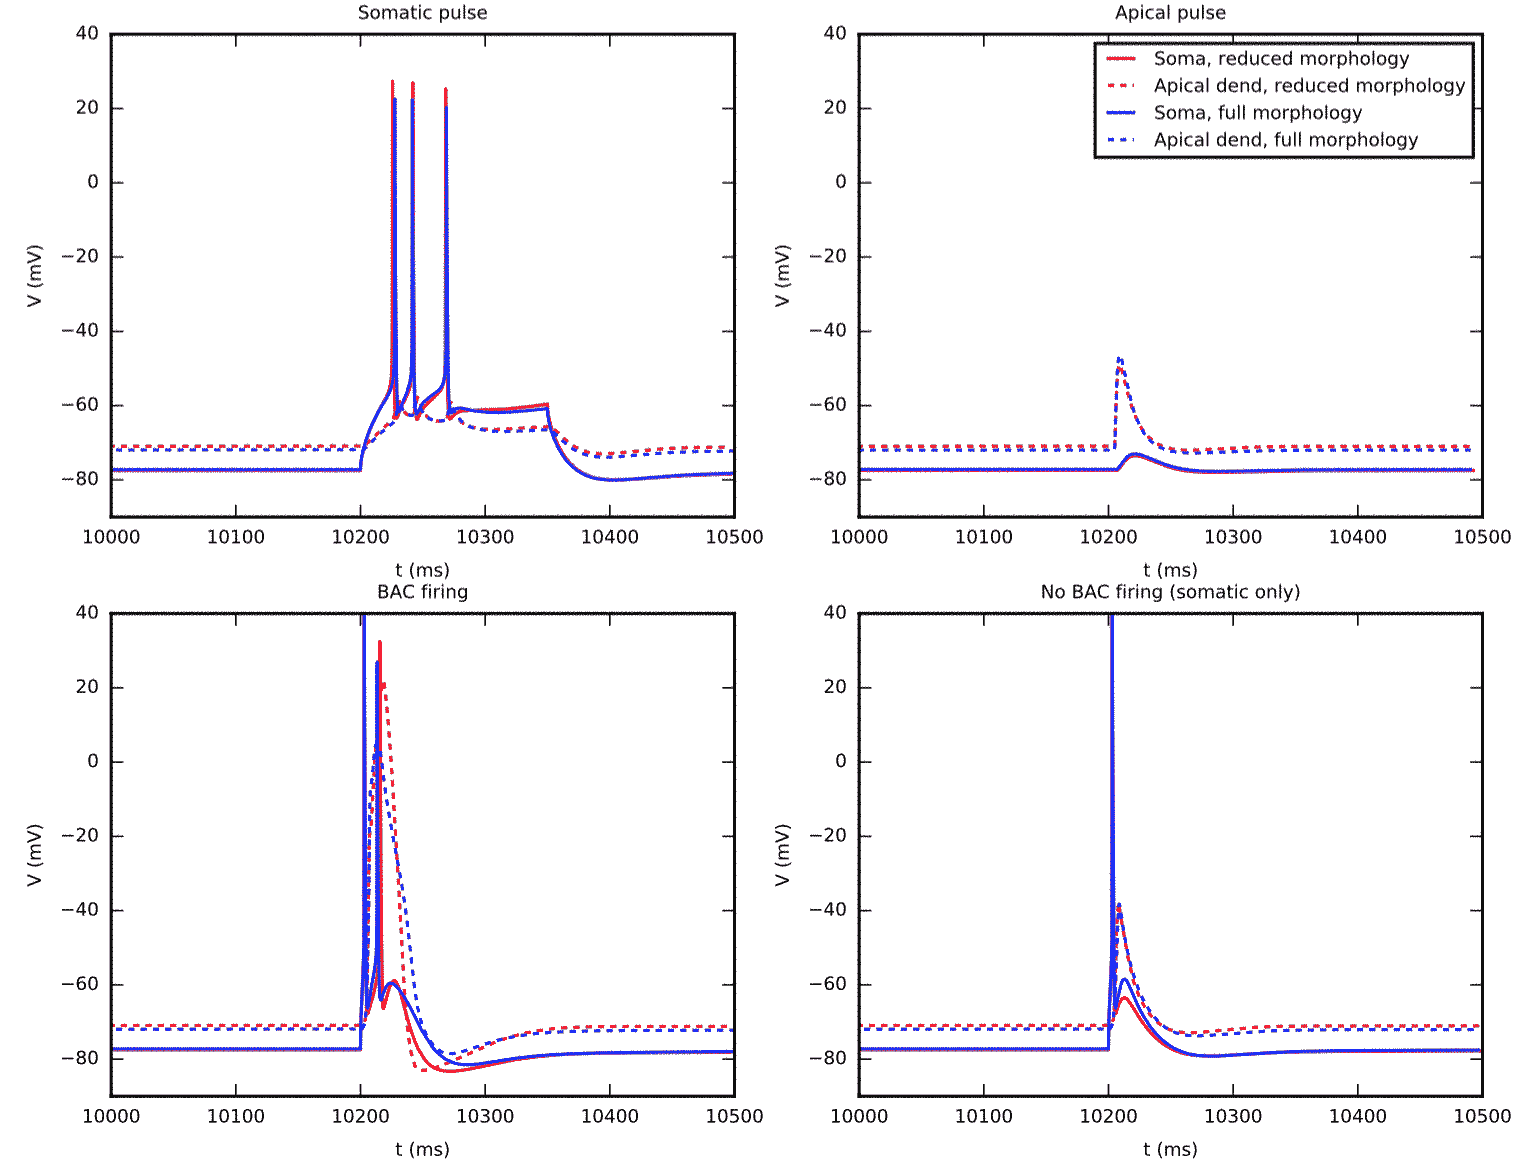 Somatic pulse
40
20
0
−20
−40
−60
−80
V (mV)
10000 10100 10200 10300 10400 10500
t (ms)
Apical pulse
Soma, reduced morphology
Apical dend, reduced morphology
Soma, full morphology
Apical dend, full morphology
40
20
0
−20
−40
−60
−80
V (mV)
10000 10100 10200 10300 10400 10500
t (ms)
BAC firing
40
20
0
−20
−40
−60
−80
V (mV)
10000 10100 10200 10300 10400 10500
t (ms)
No BAC firing (somatic only)
40
20
0
−20
−40
−60
−80
V (mV)
10000 10100 10200 10300 10400 10500
t (ms)